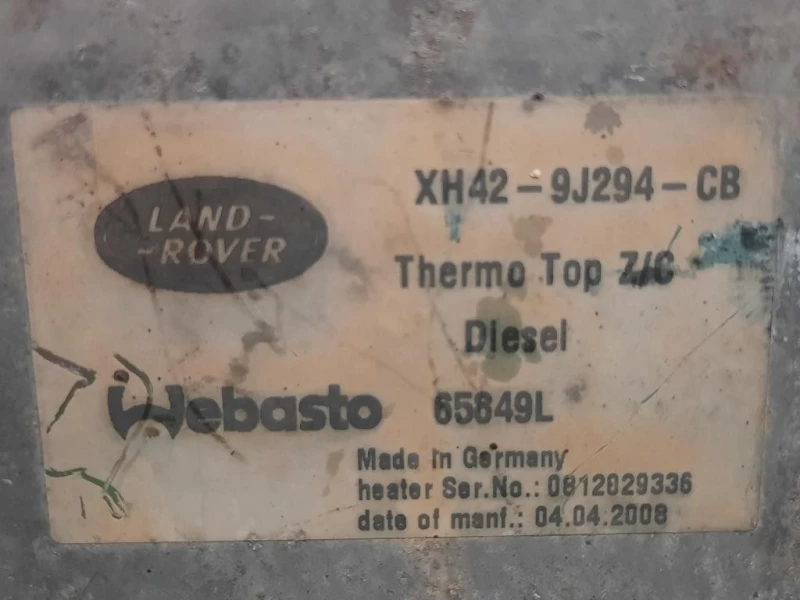 LAND-
-ROVER
XH42-9J294-CB
Thermo Top Z/C
Diesel
Webasto 65649L
Made in Germany
heater Ser.No.: 0812029336
date of manf.: 04.04.2008